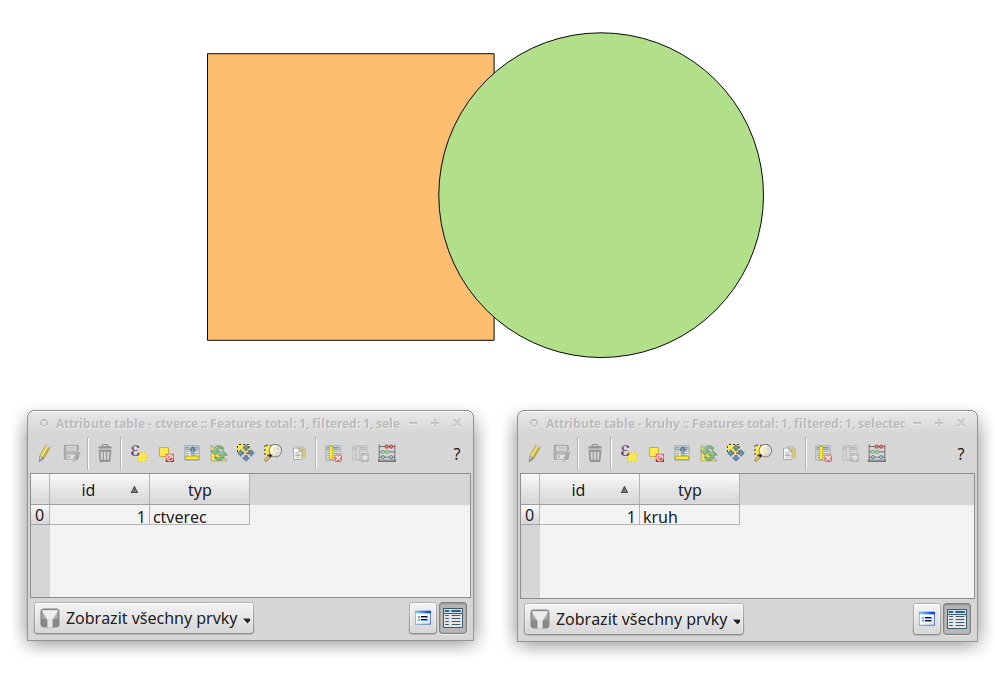 Attribute table - ctverce :: Features total: 1, filtered: 1, sele
?
id typ
0 1 ctverec
Zobrazit všechny prvky
Attribute table - kruhy :: Features total: 1, filtered: 1, selected
?
id typ
0 1 kruh
Zobrazit všechny prvky